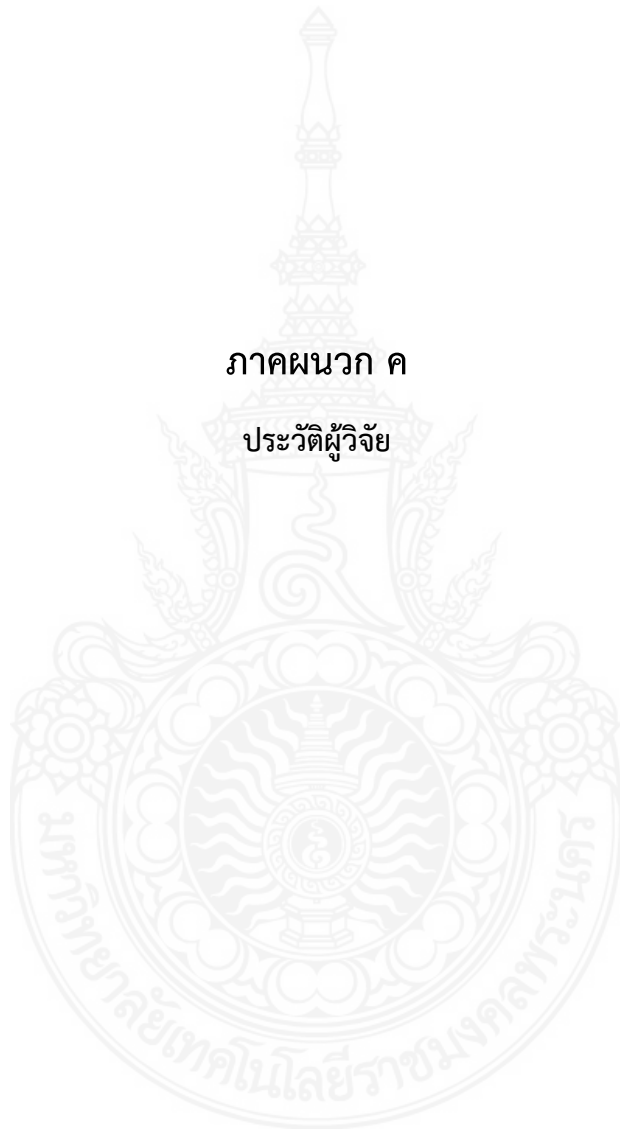 ภาคผนวก ค
ประวัติผู้วิจัย
มหาวิทยาลัยเทคโนโลยีราชมงคลพระนคร